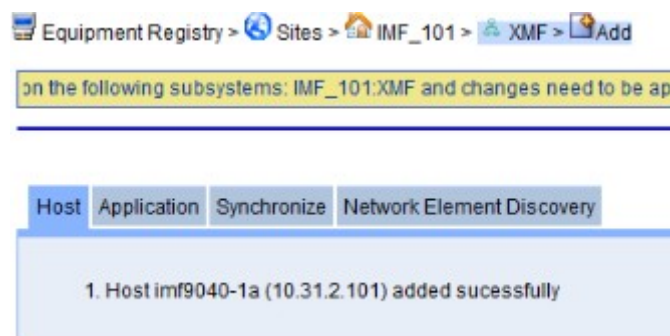 Equipment Registry > Sites > IMF_101 > XMF > Add
on the following subsystems: IMF_101:XMF and changes need to be ap
Host Application Synchronize Network Element Discovery
1. Host imf9040-1a (10.31.2.101) added sucessfully